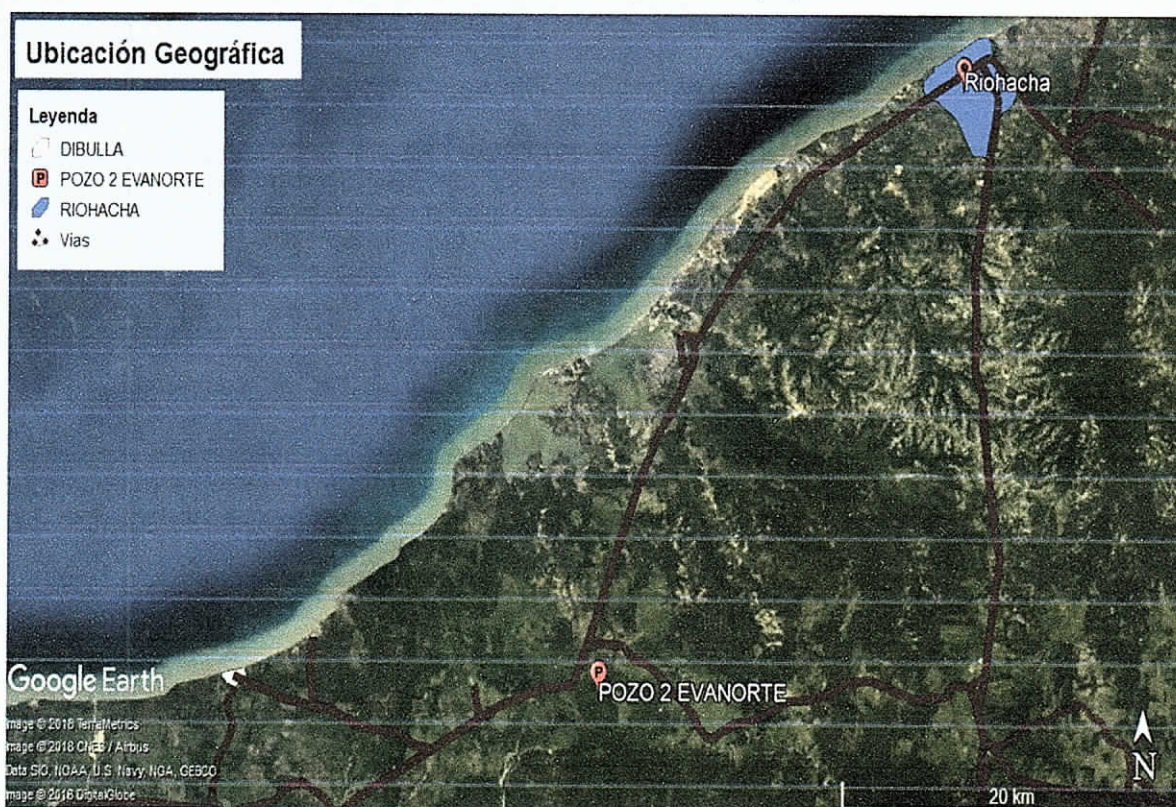 Ubicación Geográfica
Leyenda
DIBULLA
P POZO 2 EVANORTE
RIOHACHA
Vías
Riohacha
P
POZO 2 EVANORTE
Google Earth
Image © 2018 TerraMetrics
Image © 2018 CNES / Airbus
Data SIO, NOAA, U.S. Navy, NGA, GEBCO
Image © 2018 DigitalGlobe
N
20 km